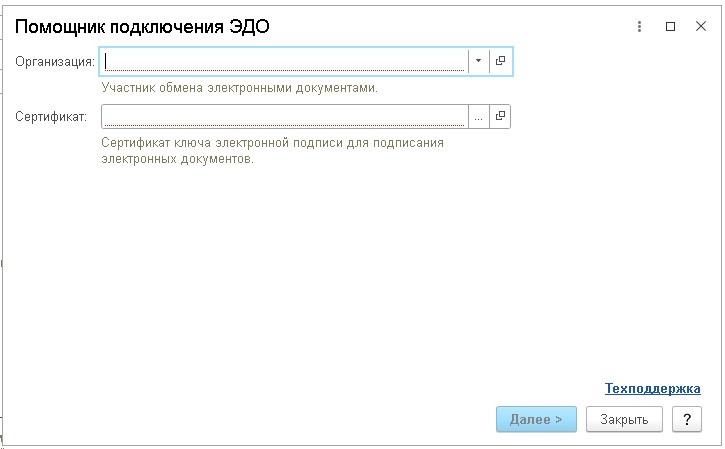 Помощник подключения ЭДО
Организация:
Участник обмена электронными документами.
Сертификат:
...
Сертификат ключа электронной подписи для подписания
электронных документов.
Техподдержка
Далее >
Закрыть
?